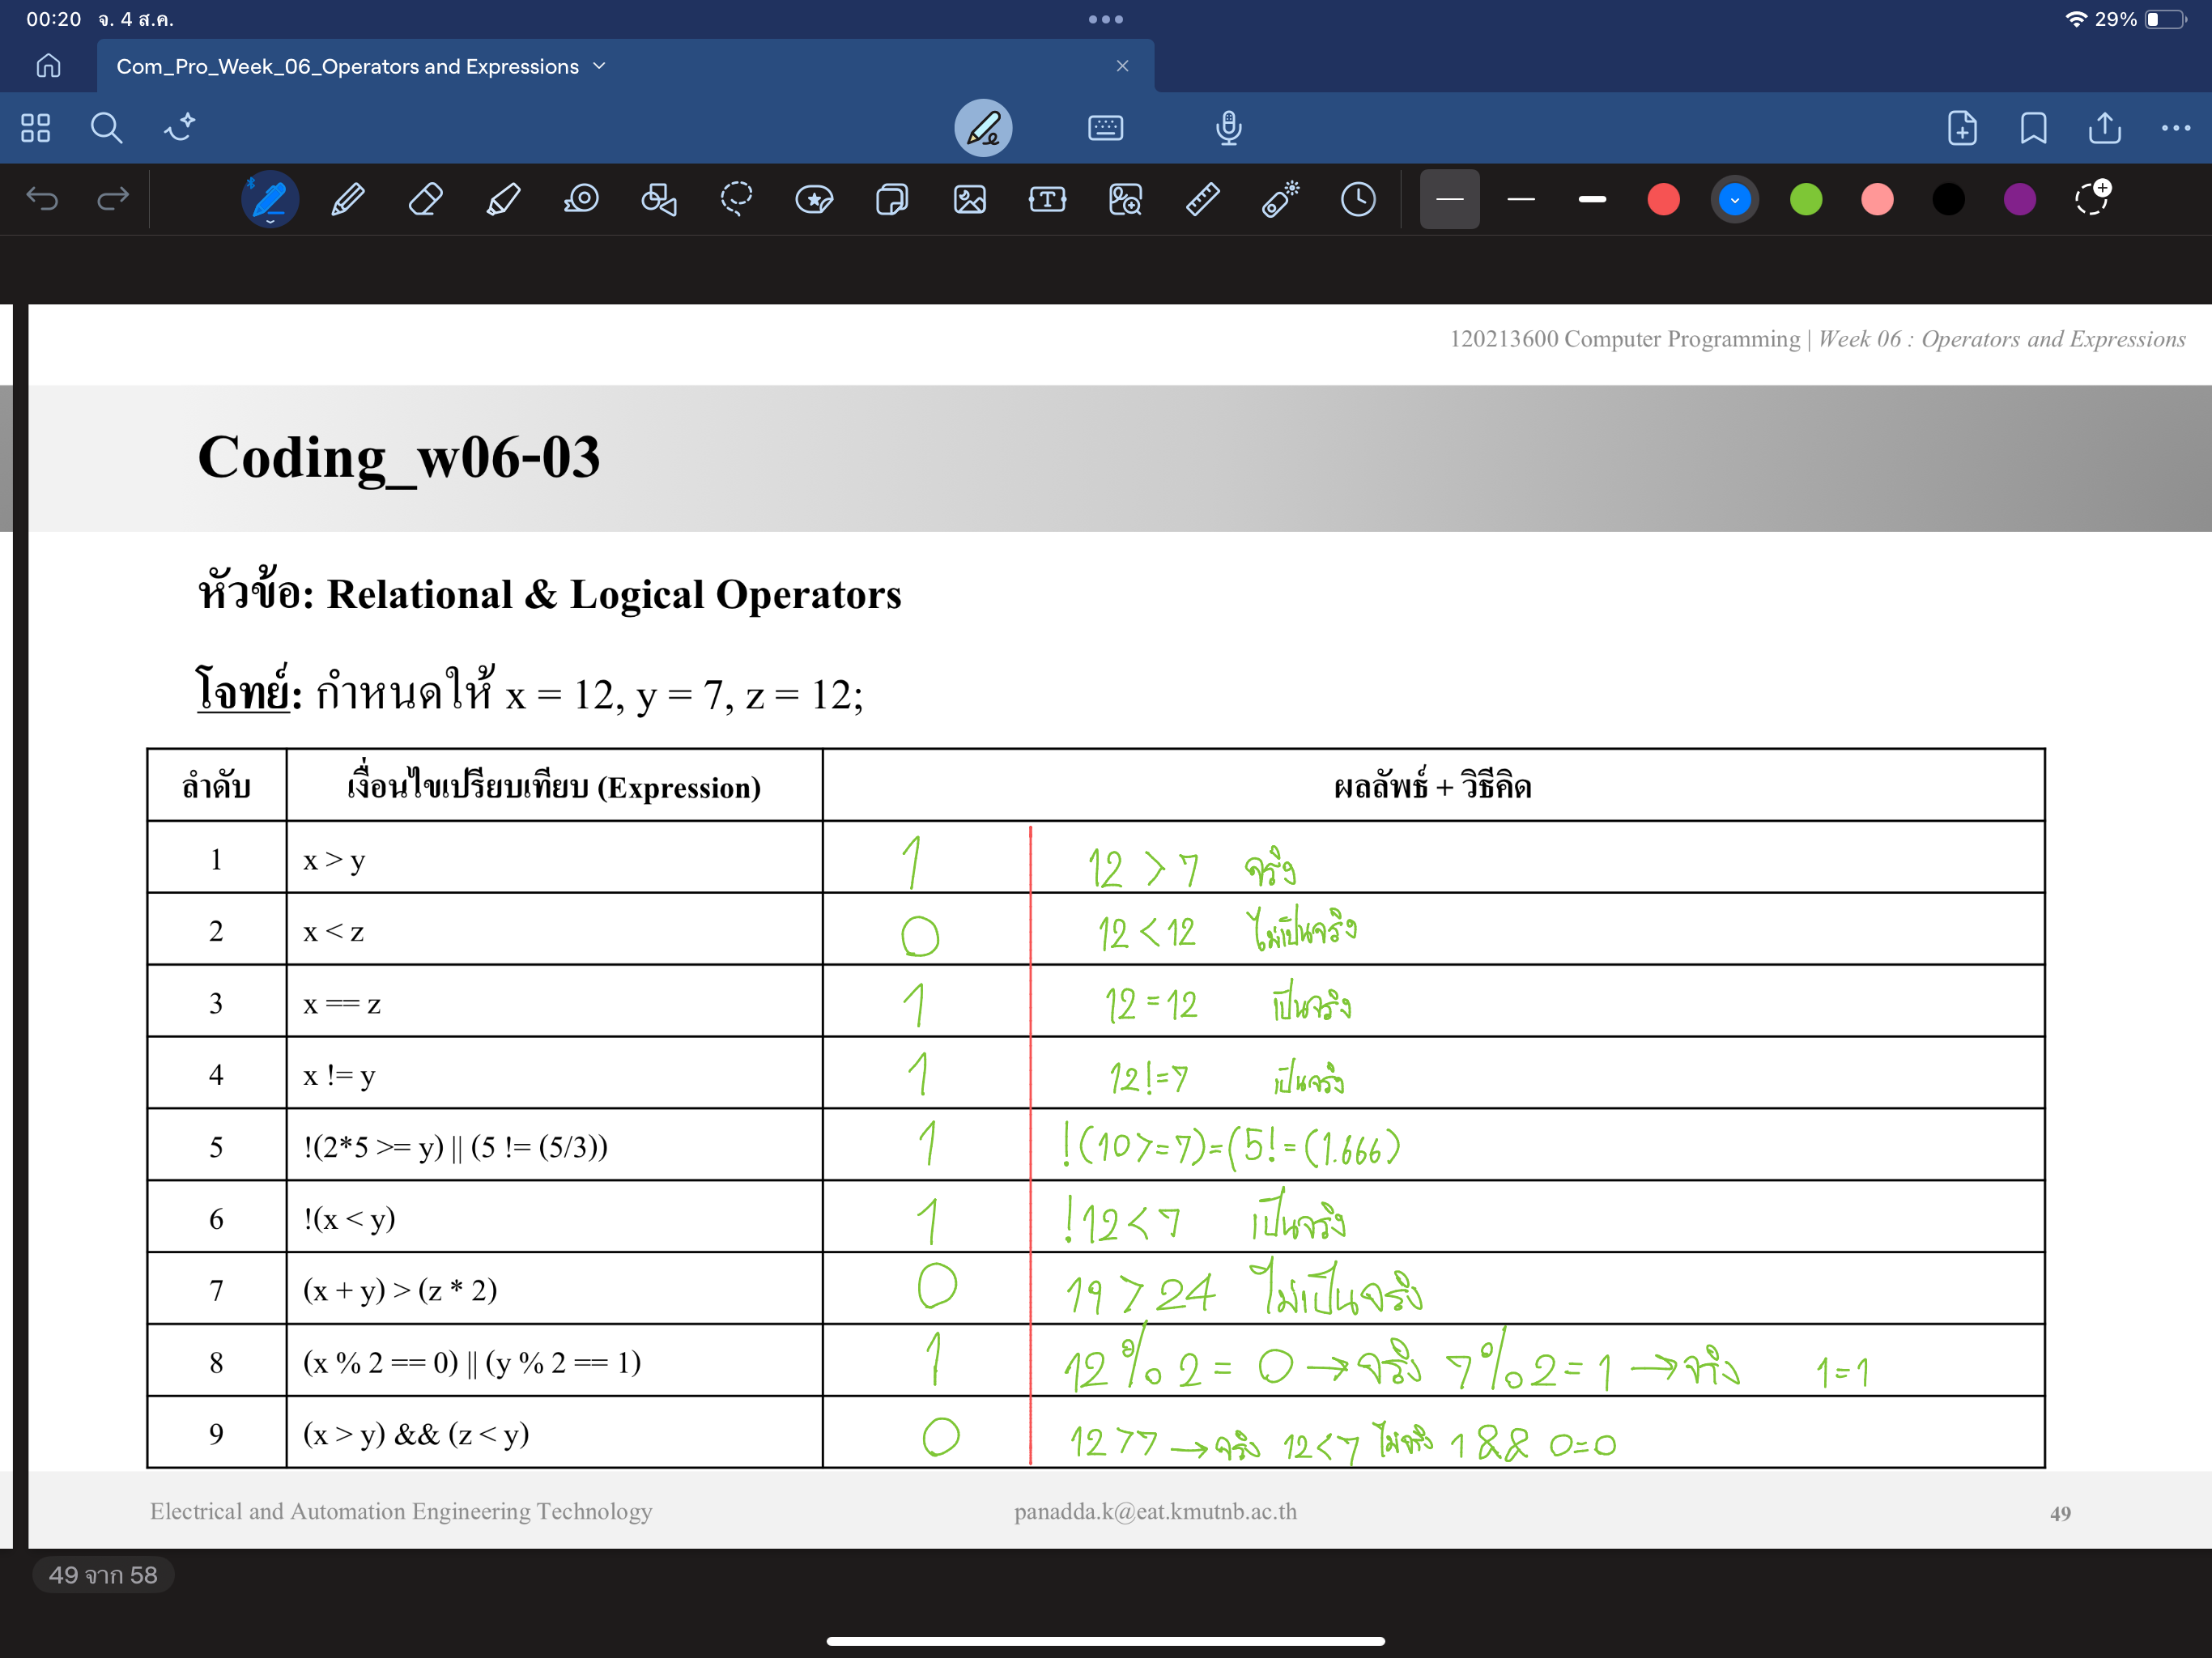 00:20 จ. 4 ส.ค. 29%
Com_Pro_Week_06_Operators and Expressions
120213600 Computer Programming | Week 06 : Operators and Expressions
Coding_w06-03
หัวข้อ: Relational & Logical Operators
โจทย์: กำหนดให้ x = 12, y = 7, z = 12;
ลำดับ เงื่อนไขเปรียบเทียบ (Expression) ผลลัพธ์ + วิธีคิด
1 x > y 1 12 > 7 จริง
2 x < z 0 12 < 12 ไม่เป็นจริง
3 x == z 1 12 = 12 เป็นจริง
4 x != y 1 12!=7 เป็นจริง
5 !(2*5 >= y) || (5 != (5/3)) 1 !(10>=7)=(5!=(1.666)
6 !(x < y) 1 !12<7 เป็นจริง
7 (x + y) > (z * 2) 0 19 > 24 ไม่เป็นจริง
8 (x % 2 == 0) || (y % 2 == 1) 1 12 % 2 = 0 → จริง 7 % 2 = 1 → จริง 1=1
9 (x > y) && (z < y) 0 12 >7 → จริง 12<7 ไม่จริง 1 && 0=0
Electrical and Automation Engineering Technology panadda.k@eat.kmutnb.ac.th 49
49 จาก 58